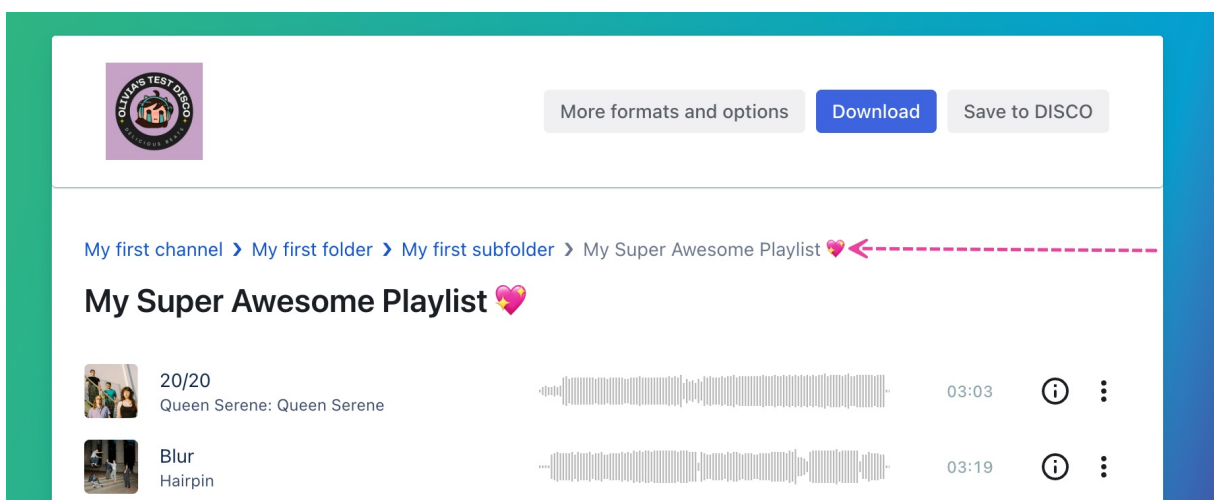 OLIVIA'S TEST DISCO
DELICIOUS BEATS
More formats and options
Download
Save to DISCO
My first channel ❯ My first folder ❯ My first subfolder ❯ My Super Awesome Playlist 💖
My Super Awesome Playlist 💖
20/20
Queen Serene: Queen Serene
03:03
Blur
Hairpin
03:19